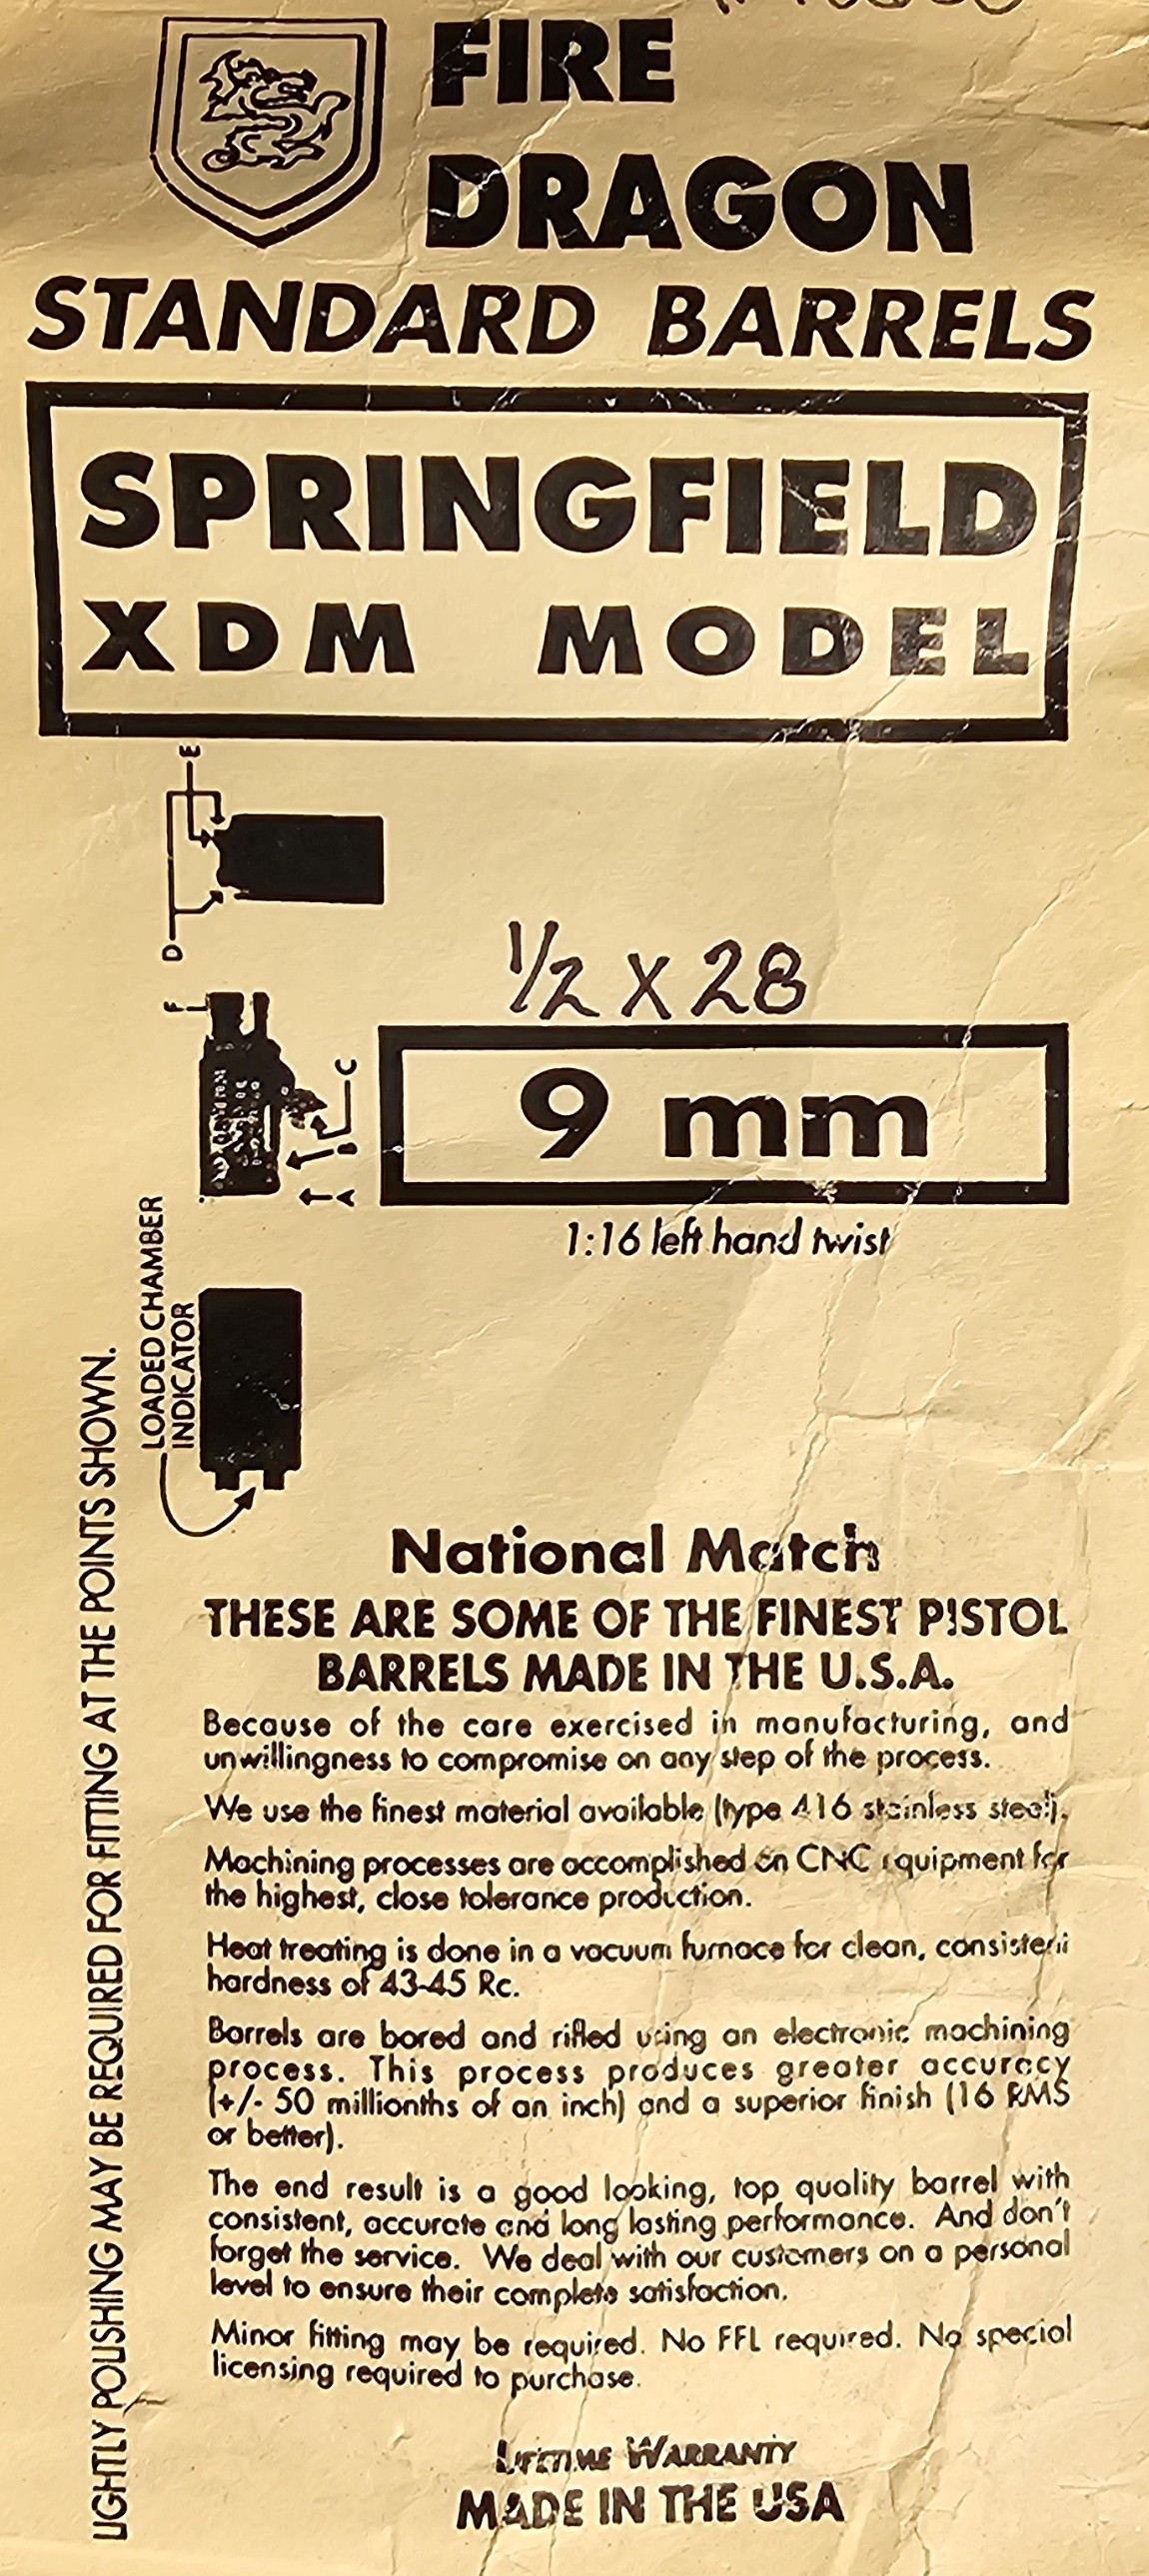 FIRE
DRAGON
STANDARD BARRELS
SPRINGFIELD
XDM MODEL
E
D
F
1/2 X 28
C
B
A
9 mm
1:16 left hand twist
LOADED CHAMBER
INDICATOR
LIGHTLY POLISHING MAY BE REQUIRED FOR FITTING AT THE POINTS SHOWN.
National Match
THESE ARE SOME OF THE FINEST PISTOL
BARRELS MADE IN THE U.S.A.
Because of the care exercised in manufacturing, and
unwillingness to compromise on any step of the process.
We use the finest material available (type 416 stainless steel).
Machining processes are accomplished on CNC equipment for
the highest, close tolerance production.
Heat treating is done in a vacuum furnace for clean, consistent
hardness of 43-45 Rc.
Barrels are bored and rifled using an electronic machining
process. This process produces greater accuracy
(+/- 50 millionths of an inch) and a superior finish (16 RMS
or better).
The end result is a good looking, top quality barrel with
consistent, accurate and long lasting performance. And don't
forget the service. We deal with our customers on a personal
level to ensure their complete satisfaction.
Minor fitting may be required. No FFL required. No special
licensing required to purchase.
LIFETIME WARRANTY
MADE IN THE USA